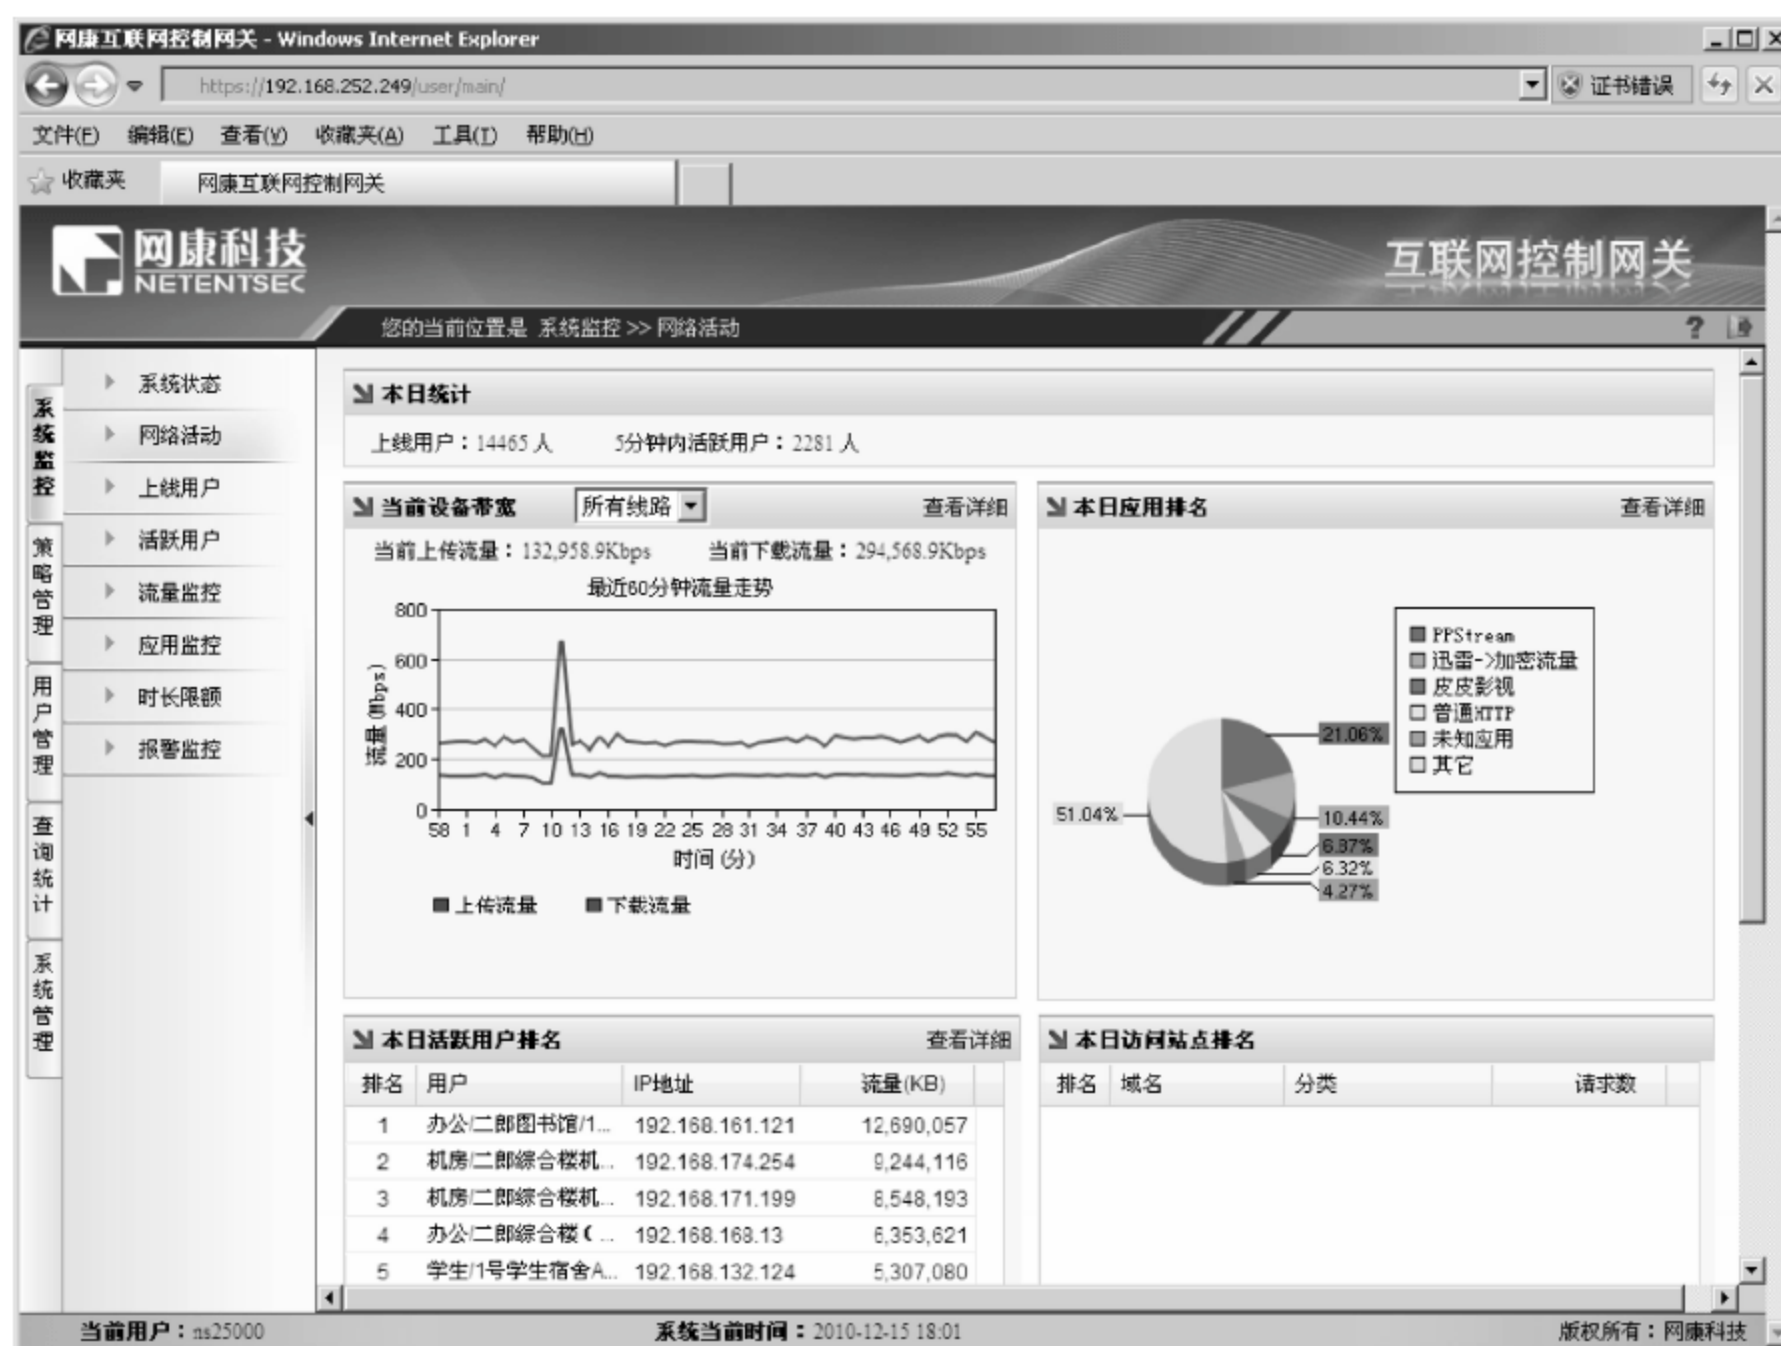 网康互联网控制网关 - Windows Internet Explorer
https://192.168.252.249/user/main/
证书错误
文件(F) 编辑(E) 查看(V) 收藏夹(A) 工具(T) 帮助(H)
收藏夹 网康互联网控制网关
网康科技
NETENTSEC
互联网控制网关
您的当前位置是 系统监控 >> 网络活动
系统监控
策略管理
用户管理
查询统计
系统管理
系统状态
网络活动
上线用户
活跃用户
流量监控
应用监控
时长限额
报警监控
本日统计
上线用户：14465 人 5分钟内活跃用户：2281 人
当前设备带宽 所有线路 查看详细
当前上传流量：132,958.9Kbps 当前下载流量：294,568.9Kbps
最近60分钟流量走势
流量 (Mbps)
800
600
400
200
0
58 1 4 7 10 13 16 19 22 25 28 31 34 37 40 43 46 49 52 55
时间 (分)
上传流量 下载流量
本日应用排名 查看详细
PPStream
迅雷->加密流量
皮皮影视
普通HTTP
未知应用
其它
21.06%
51.04%
10.44%
6.87%
6.32%
4.27%
本日活跃用户排名 查看详细
排名 用户 IP地址 流量(KB)
1 办公/二郎图书馆/1... 192.168.161.121 12,690,057
2 机房/二郎综合楼机... 192.168.174.254 9,244,116
3 机房/二郎综合楼机... 192.168.171.199 8,548,193
4 办公/二郎综合楼 ( ... 192.168.168.13 6,353,621
5 学生/1号学生宿舍A... 192.168.132.124 5,307,080
本日访问站点排名
排名 域名 分类 请求数
当前用户：ns25000 系统当前时间：2010-12-15 18:01 版权所有：网康科技